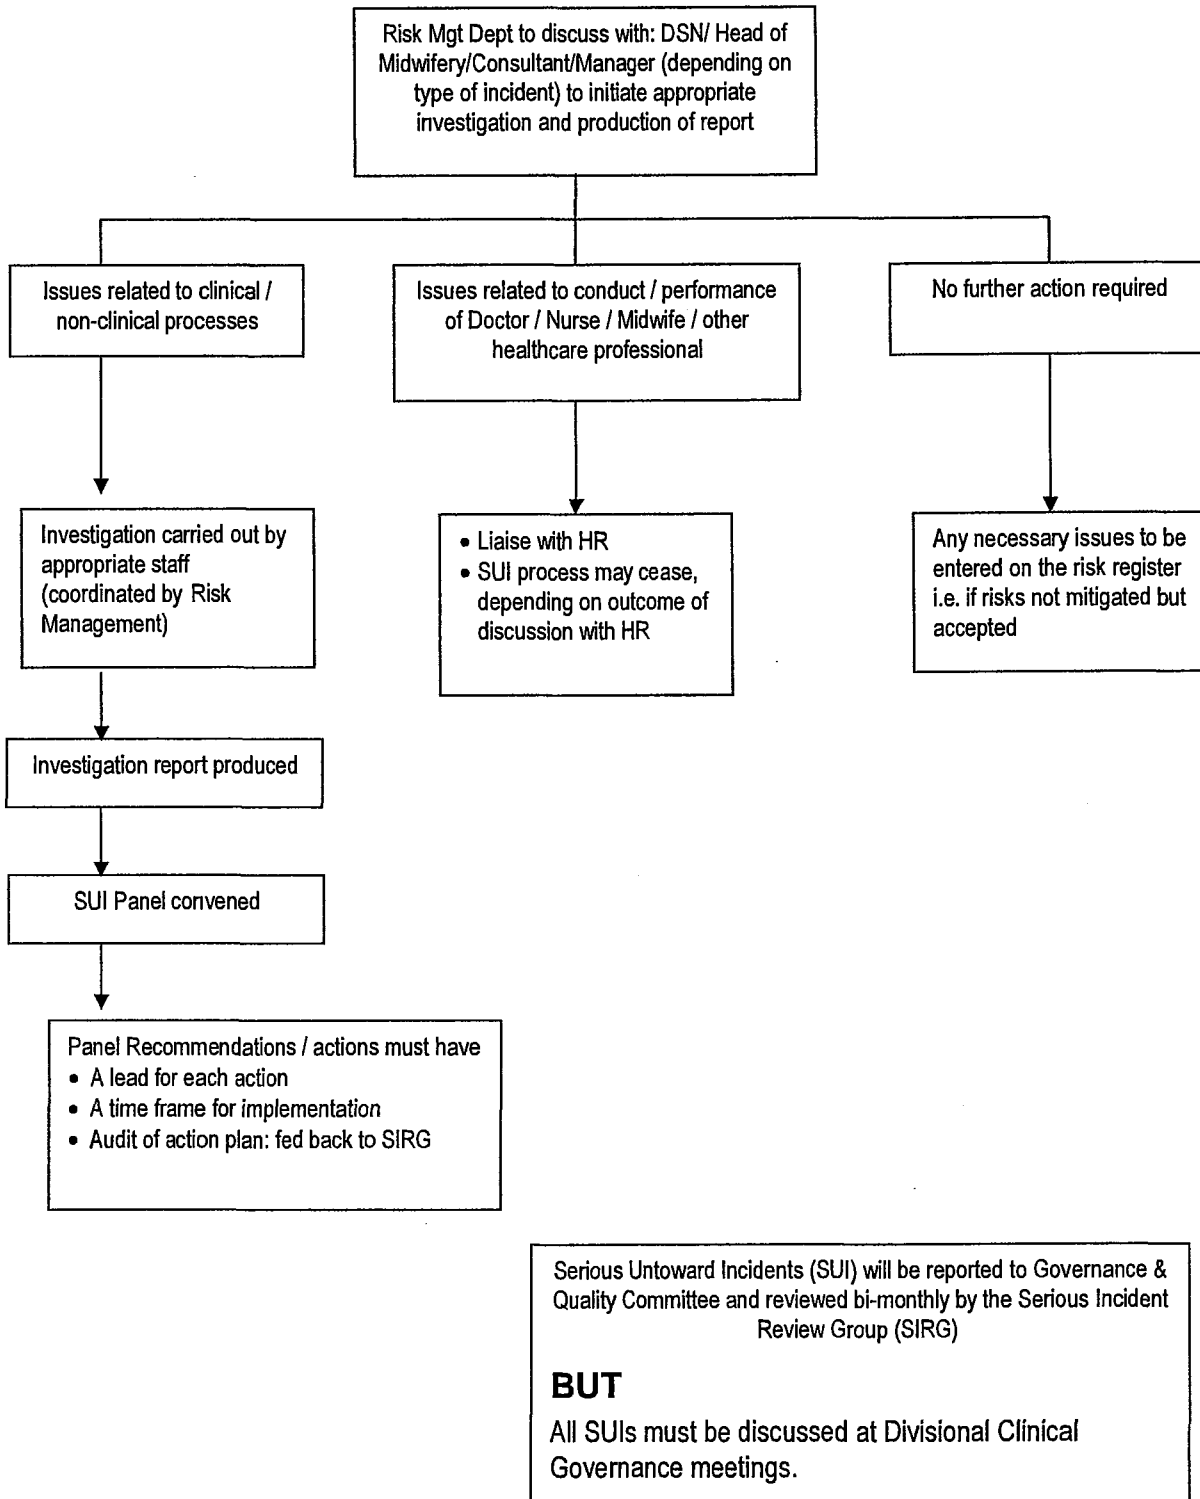 Risk Mgt Dept to discuss with: DSN/ Head of
Midwifery/Consultant/Manager (depending on
type of incident) to initiate appropriate
investigation and production of report
Issues related to clinical /
non-clinical processes
Issues related to conduct / performance
of Doctor / Nurse / Midwife / other
healthcare professional
No further action required
Investigation carried out by
appropriate staff
(coordinated by Risk
Management)
• Liaise with HR
• SUI process may cease,
depending on outcome of
discussion with HR
Any necessary issues to be
entered on the risk register
i.e. if risks not mitigated but
accepted
Investigation report produced
SUI Panel convened
Panel Recommendations / actions must have
• A lead for each action
• A time frame for implementation
• Audit of action plan: fed back to SIRG
Serious Untoward Incidents (SUI) will be reported to Governance &
Quality Committee and reviewed bi-monthly by the Serious Incident
Review Group (SIRG)
BUT
All SUIs must be discussed at Divisional Clinical
Governance meetings.